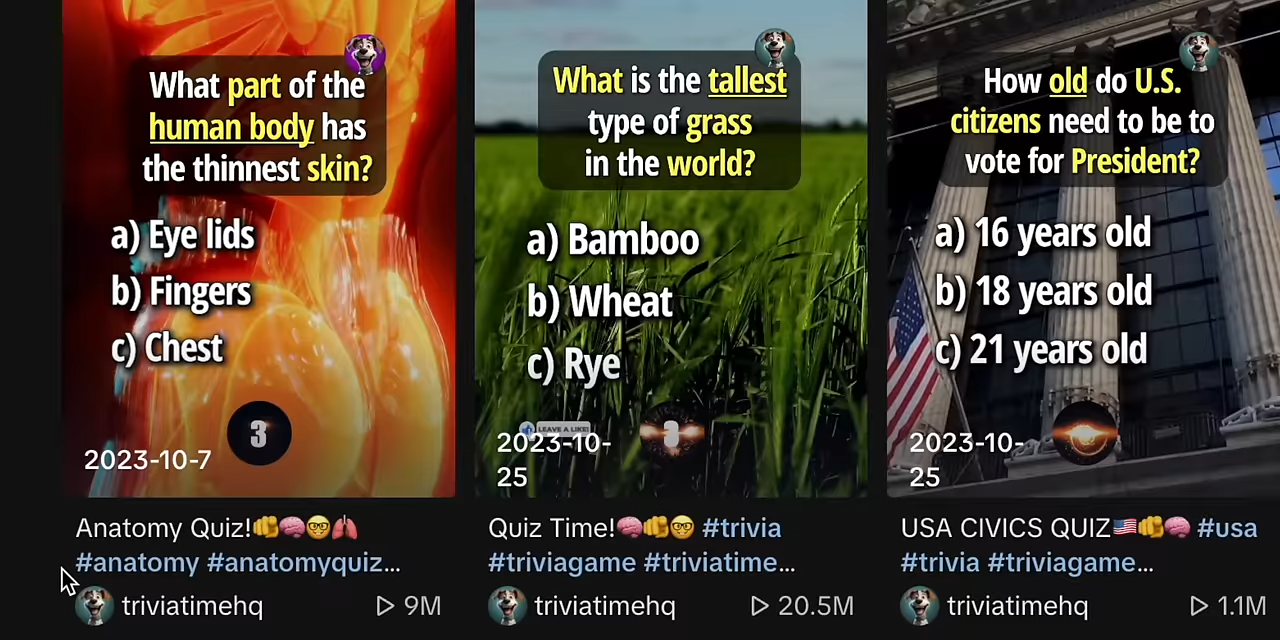 What part of the
human body has
the thinnest skin?
a) Eye lids
b) Fingers
c) Chest
3
2023-10-7
Anatomy Quiz!🫵🧠🤓🫁
#anatomy #anatomyquiz...
triviatimehq
9M
What is the tallest
type of grass
in the world?
a) Bamboo
b) Wheat
c) Rye
LEAVE A LIKE!
3
2023-10-
25
Quiz Time!🧠🫵🤓 #trivia
#triviagame #triviatime...
triviatimehq
20.5M
How old do U.S.
citizens need to be to
vote for President?
a) 16 years old
b) 18 years old
c) 21 years old
2023-10-
25
USA CIVICS QUIZ🇺🇸🫵🧠 #usa
#trivia #triviagame...
triviatimehq
1.1M